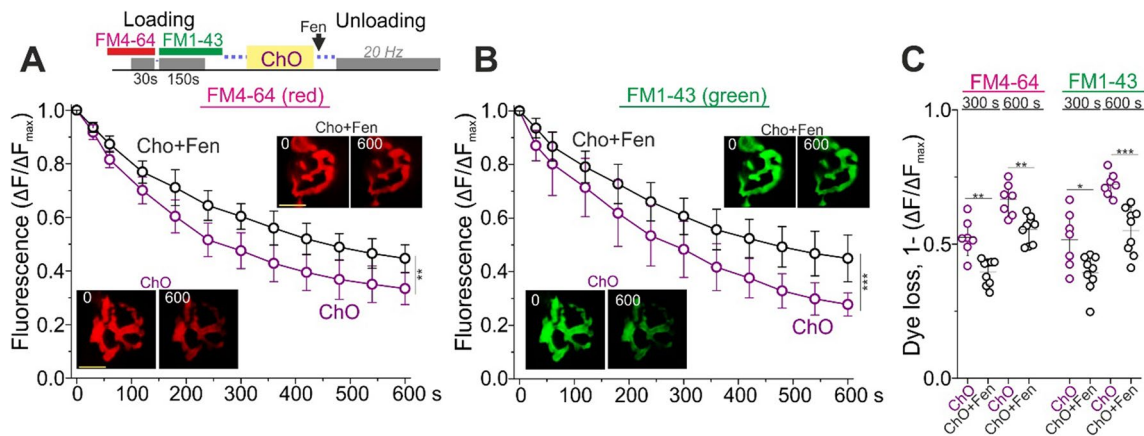 A
Loading
Fen
Unloading
FM4-64
FM1-43
ChO
20 Hz
30s
150s
FM4-64 (red)
Fluorescence (ΔF/ΔFmax)
1.0
0.8
0.6
0.4
0.2
0.0
0 100 200 300 400 500 600 s
Cho+Fen
Cho+Fen
0
600
ChO
0
600
ChO
**
B
FM1-43 (green)
Fluorescence (ΔF/ΔFmax)
1.0
0.8
0.6
0.4
0.2
0.0
0 100 200 300 400 500 600 s
Cho+Fen
Cho+Fen
0
600
ChO
0
600
ChO
***
C
FM4-64 FM1-43
300 s 600 s 300 s 600 s
Dye loss, 1- (ΔF/ΔFmax)
1.0
0.5
0.0
** ** * ***
ChO
ChO+Fen
ChO
ChO+Fen
ChO
ChO+Fen
ChO
ChO+Fen